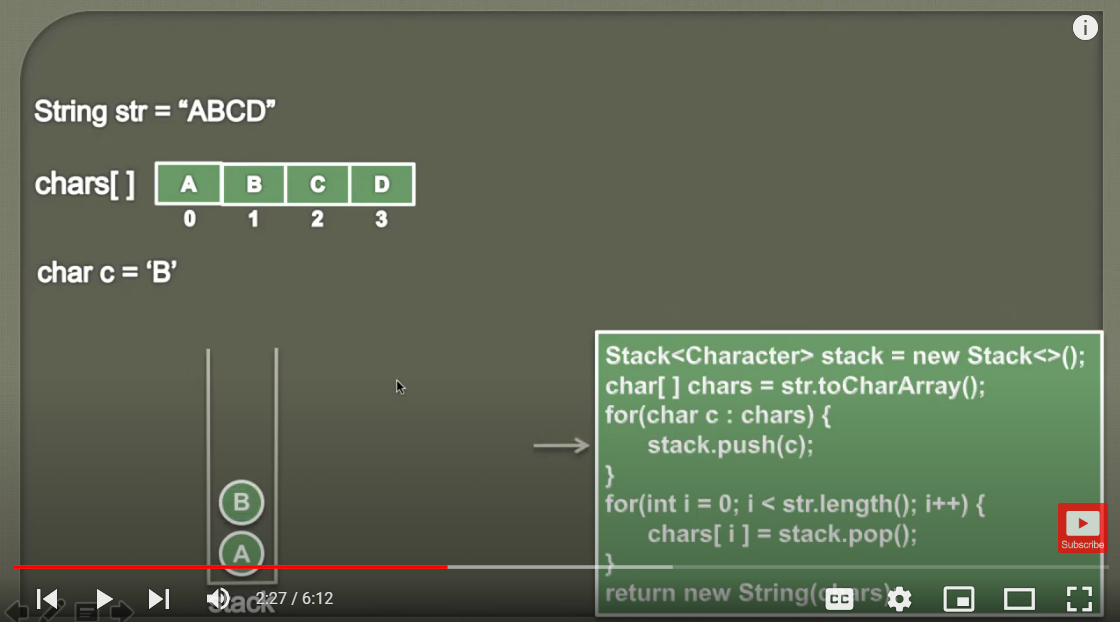 String str = “ABCD”
chars[ ] A B C D
0 1 2 3
char c = ‘B’
Stack<Character> stack = new Stack<>();
char[ ] chars = str.toCharArray();
for(char c : chars) {
stack.push(c);
}
for(int i = 0; i < str.length(); i++) {
chars[ i ] = stack.pop();
}
return new String(chars)
B
A
stack
Subscribe
2:27 / 6:12
CC
i